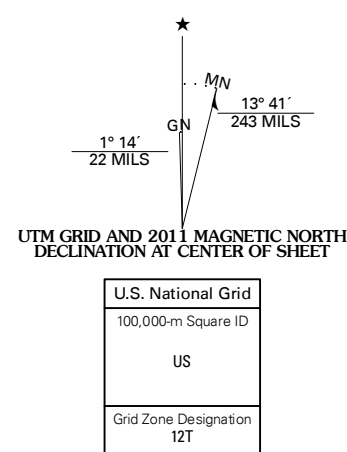 ★
MN
GN
13° 41´
243 MILS
1° 14´
22 MILS
UTM GRID AND 2011 MAGNETIC NORTH
DECLINATION AT CENTER OF SHEET
U.S. National Grid
100,000-m Square ID
US
Grid Zone Designation
12T